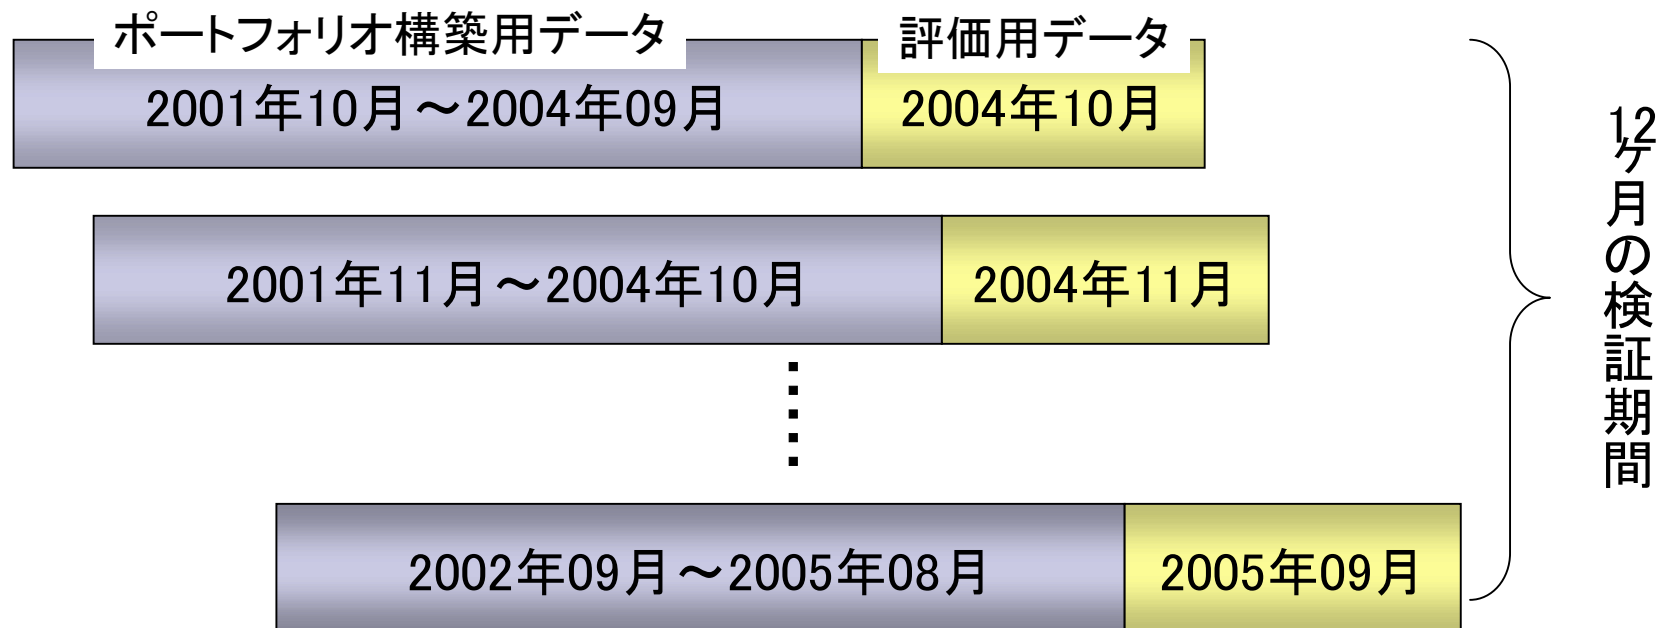 ポートフォリオ構築用データ
評価用データ
2001年10月～2004年09月
2004年10月
2001年11月～2004年10月
2004年11月
2002年09月～2005年08月
2005年09月
12ヶ月の検証期間